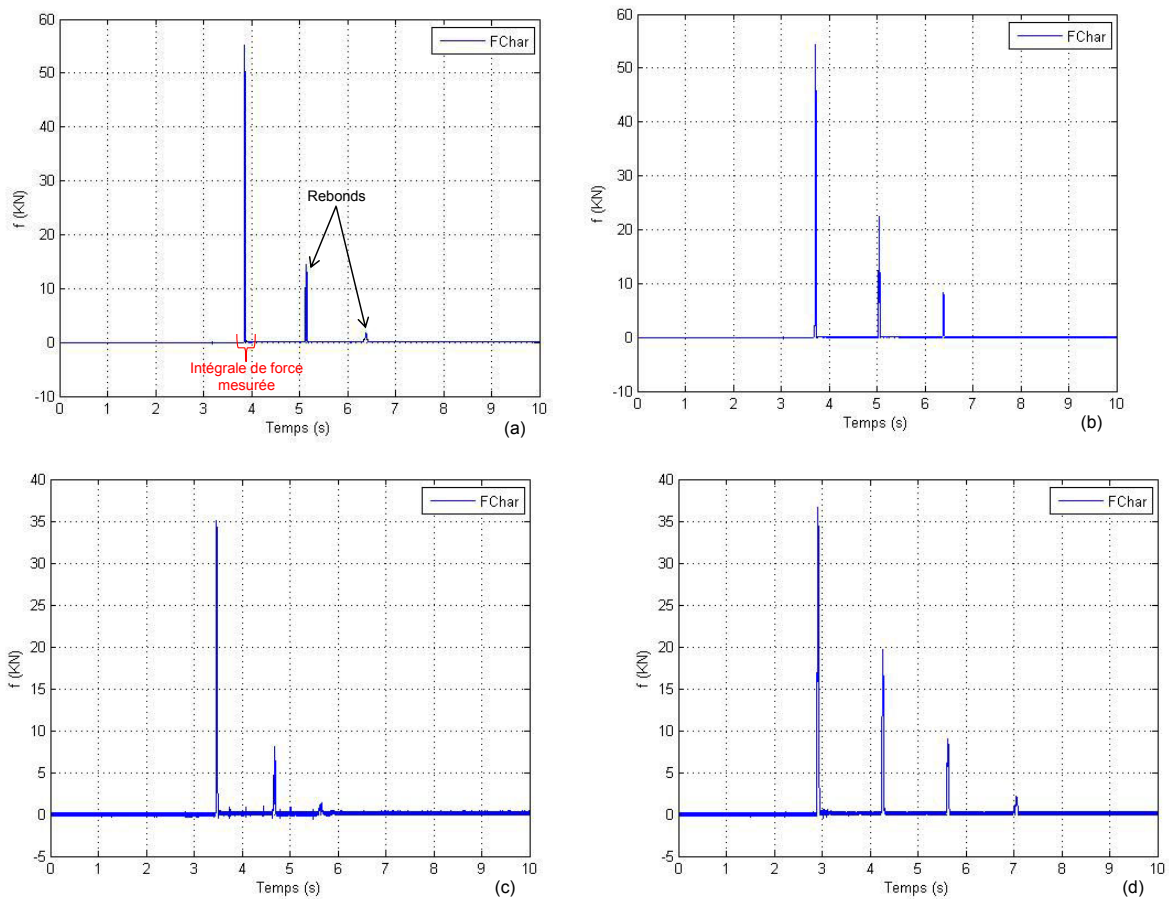 60
50
40
30
20
10
0
-10
f (KN)
FChar
Rebonds
Intégrale de force
mesurée
0 1 2 3 4 5 6 7 8 9 10
Temps (s)
(a)
60
50
40
30
20
10
0
-10
f (KN)
FChar
0 1 2 3 4 5 6 7 8 9 10
Temps (s)
(b)
40
35
30
25
20
15
10
5
0
-5
f (KN)
FChar
0 1 2 3 4 5 6 7 8 9 10
Temps (s)
(c)
40
35
30
25
20
15
10
5
0
-5
f (KN)
FChar
0 1 2 3 4 5 6 7 8 9 10
Temps (s)
(d)